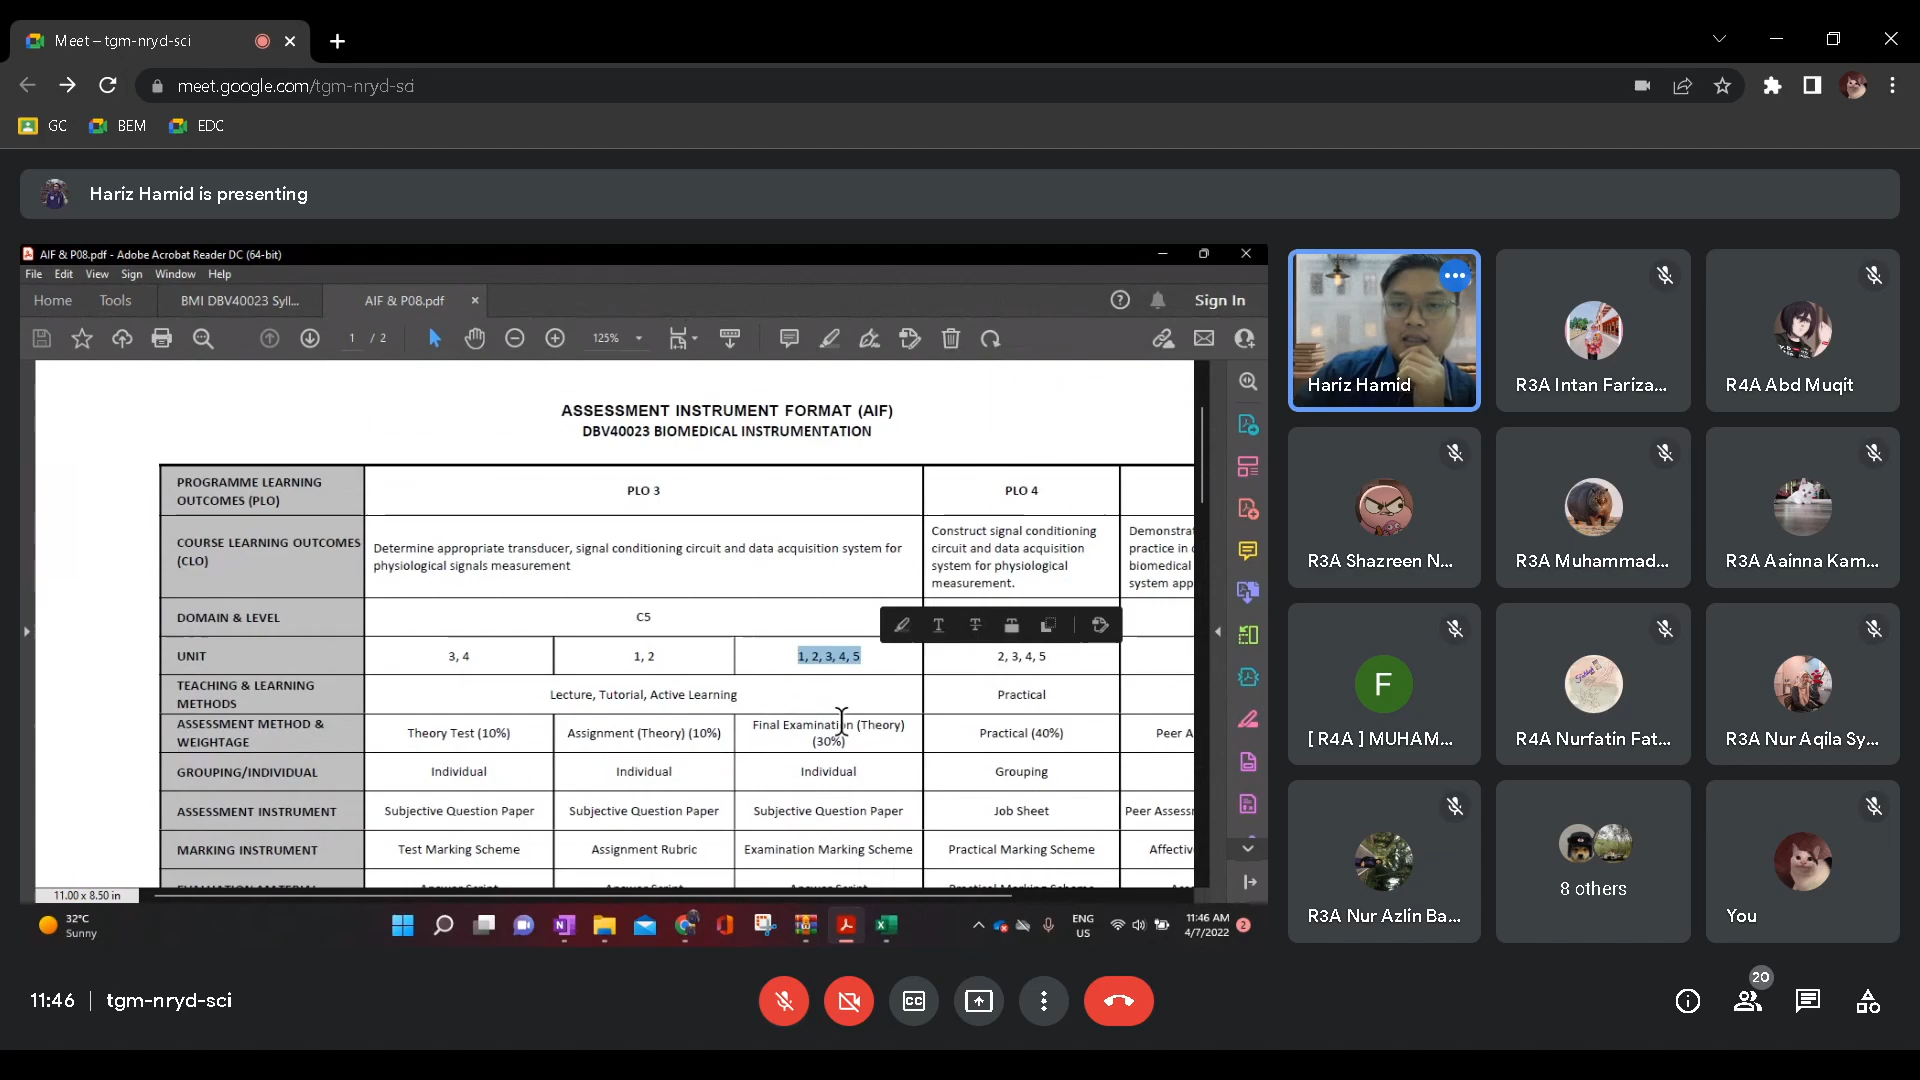 Meet – tgm-nryd-sci
meet.google.com/tgm-nryd-sci
GC BEM EDC
Hariz Hamid is presenting
AIF & P08.pdf - Adobe Acrobat Reader DC (64-bit)
File Edit View Sign Window Help
Home Tools BMI DBV40023 Syll... AIF & P08.pdf Sign In
1 / 2 125%
ASSESSMENT INSTRUMENT FORMAT (AIF)
DBV40023 BIOMEDICAL INSTRUMENTATION
PROGRAMME LEARNING OUTCOMES (PLO) PLO 3 PLO 4
COURSE LEARNING OUTCOMES (CLO)
Determine appropriate transducer, signal conditioning circuit and data acquisition system for
physiological signals measurement
Construct signal conditioning
circuit and data acquisition
system for physiological
measurement.
Demonstrat
practice in
biomedical
system app
DOMAIN & LEVEL C5
UNIT 3, 4 1, 2 1, 2, 3, 4, 5 2, 3, 4, 5
TEACHING & LEARNING METHODS Lecture, Tutorial, Active Learning Practical
ASSESSMENT METHOD & WEIGHTAGE Theory Test (10%) Assignment (Theory) (10%) Final Examination (Theory) (30%) Practical (40%) Peer A
GROUPING/INDIVIDUAL Individual Individual Individual Grouping
ASSESSMENT INSTRUMENT Subjective Question Paper Subjective Question Paper Subjective Question Paper Job Sheet Peer Assess
MARKING INSTRUMENT Test Marking Scheme Assignment Rubric Examination Marking Scheme Practical Marking Scheme Affectiv
11.00 x 8.50 in
32°C
Sunny
ENG
US
11:46 AM
4/7/2022
2
Hariz Hamid
R3A Intan Fariza...
R4A Abd Muqit
R3A Shazreen N...
R3A Muhammad...
R3A Aainna Kam...
F
[ R4A ] MUHAM...
R4A Nurfatin Fat...
R3A Nur Aqila Sy...
R3A Nur Azlin Ba...
8 others
You
11:46 tgm-nryd-sci
CC
20